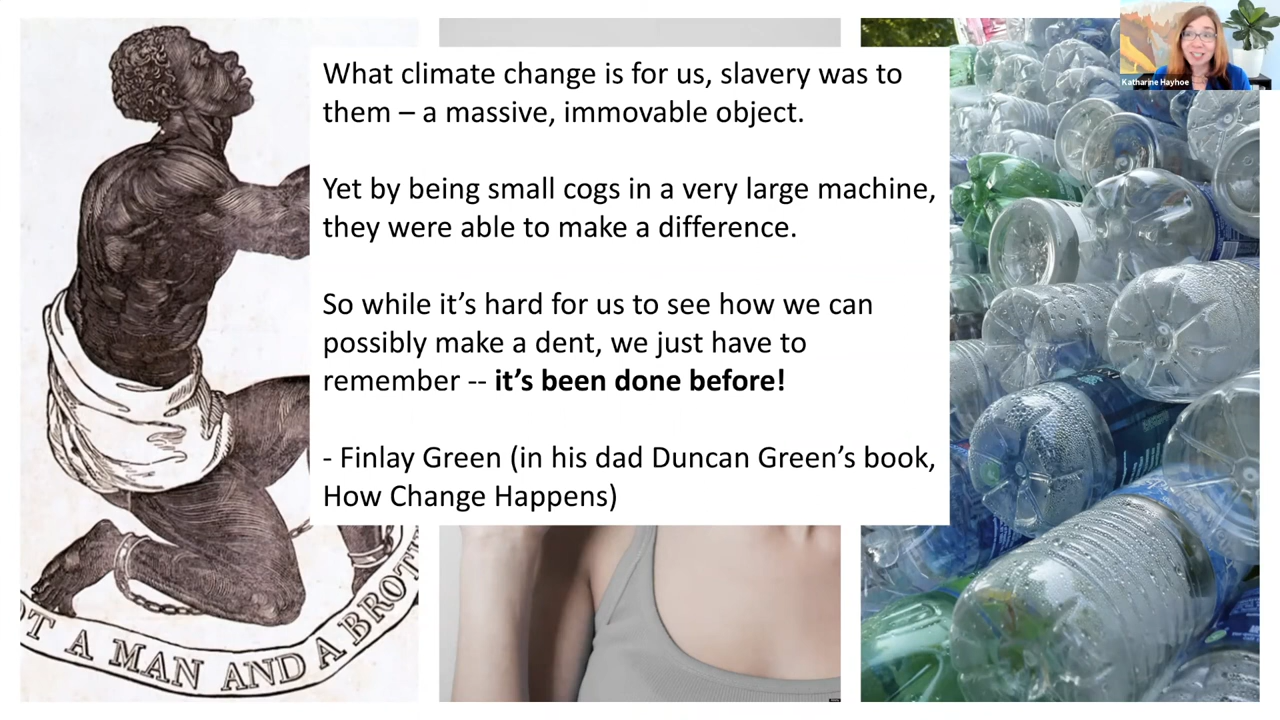 What climate change is for us, slavery was to
them – a massive, immovable object.
Yet by being small cogs in a very large machine,
they were able to make a difference.
So while it’s hard for us to see how we can
possibly make a dent, we just have to
remember -- it’s been done before!
- Finlay Green (in his dad Duncan Green’s book,
How Change Happens)
Katharine Hayhoe
OT A MAN AND A BROT